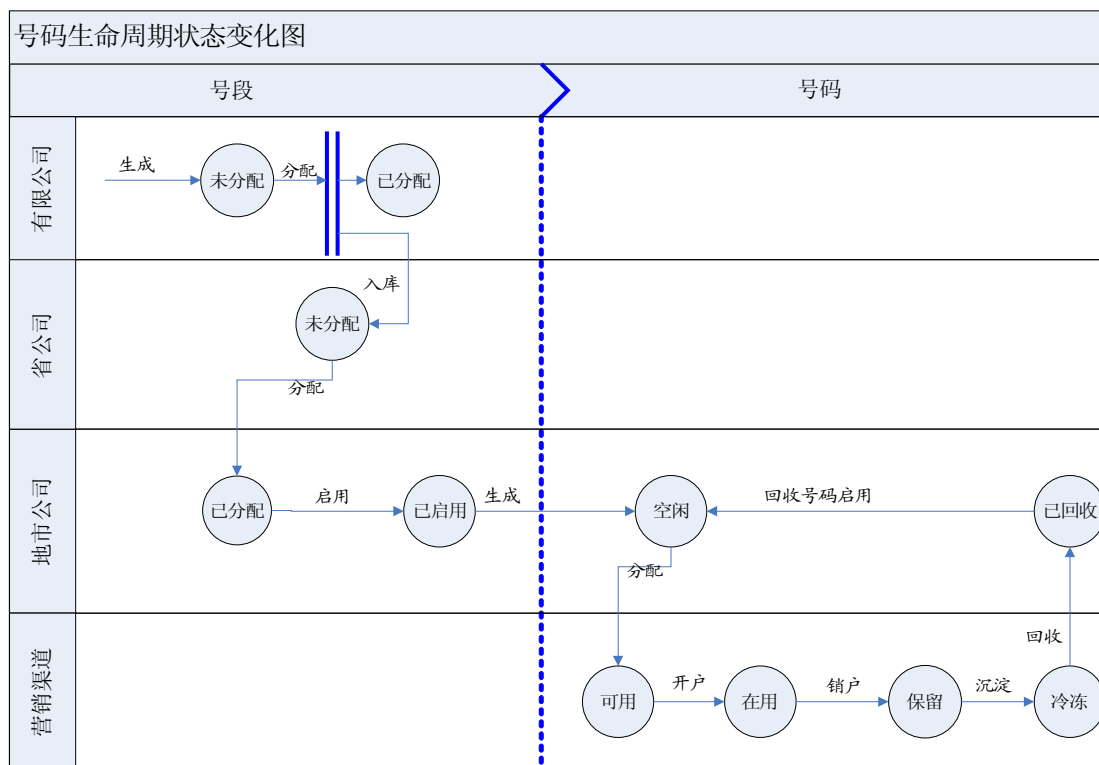 号码生命周期状态变化图
号段
号码
有限公司
生成
未分配
分配
已分配
入库
省公司
未分配
分配
地市公司
已分配
启用
已启用
生成
空闲
回收号码启用
已回收
分配
回收
营销渠道
可用
开户
在用
销户
保留
沉淀
冷冻